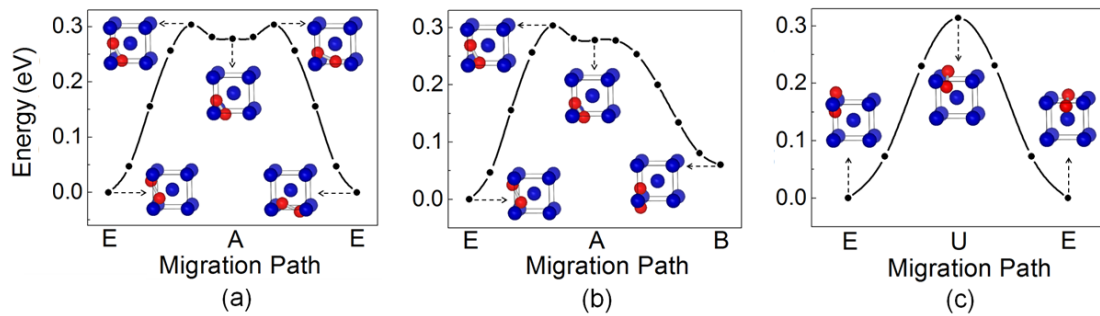 Energy (eV)
0.3
0.2
0.1
0.0
E A E
Migration Path
(a)
0.3
0.2
0.1
0.0
E A B
Migration Path
(b)
0.3
0.2
0.1
0.0
E U E
Migration Path
(c)